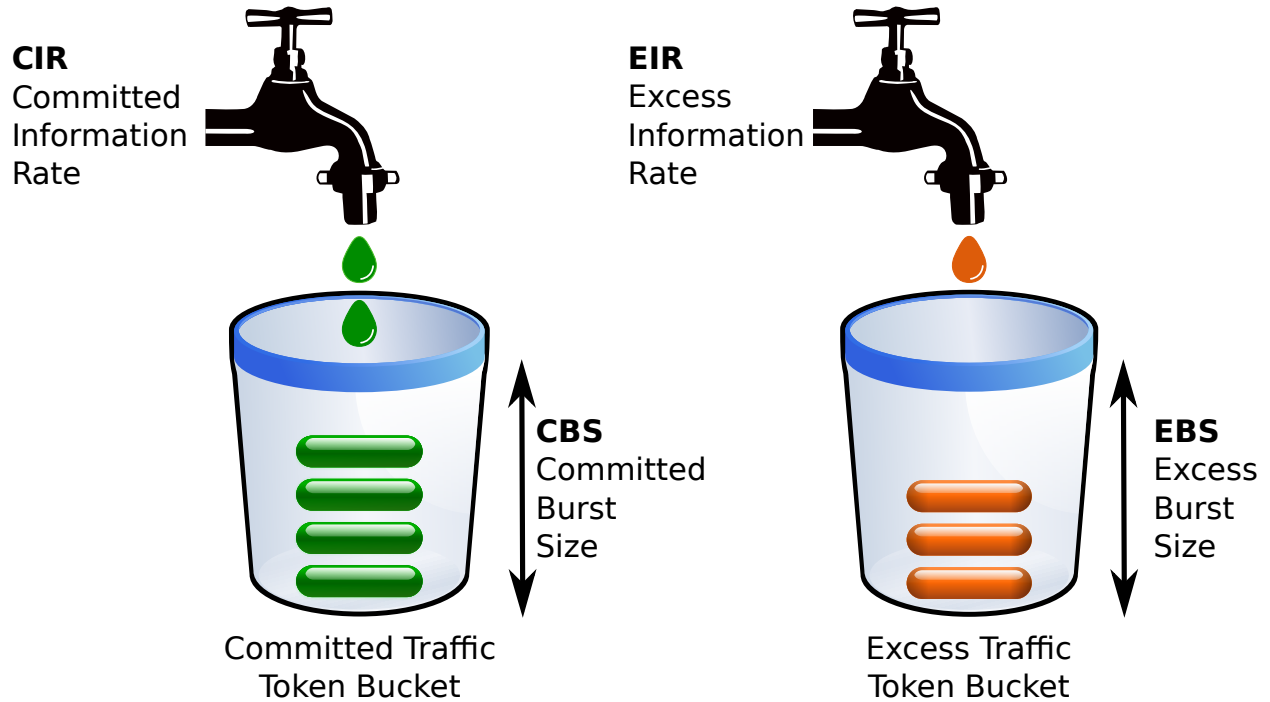 CIR
Committed
Information
Rate
EIR
Excess
Information
Rate
CBS
Committed
Burst
Size
EBS
Excess
Burst
Size
Committed Traffic
Token Bucket
Excess Traffic
Token Bucket